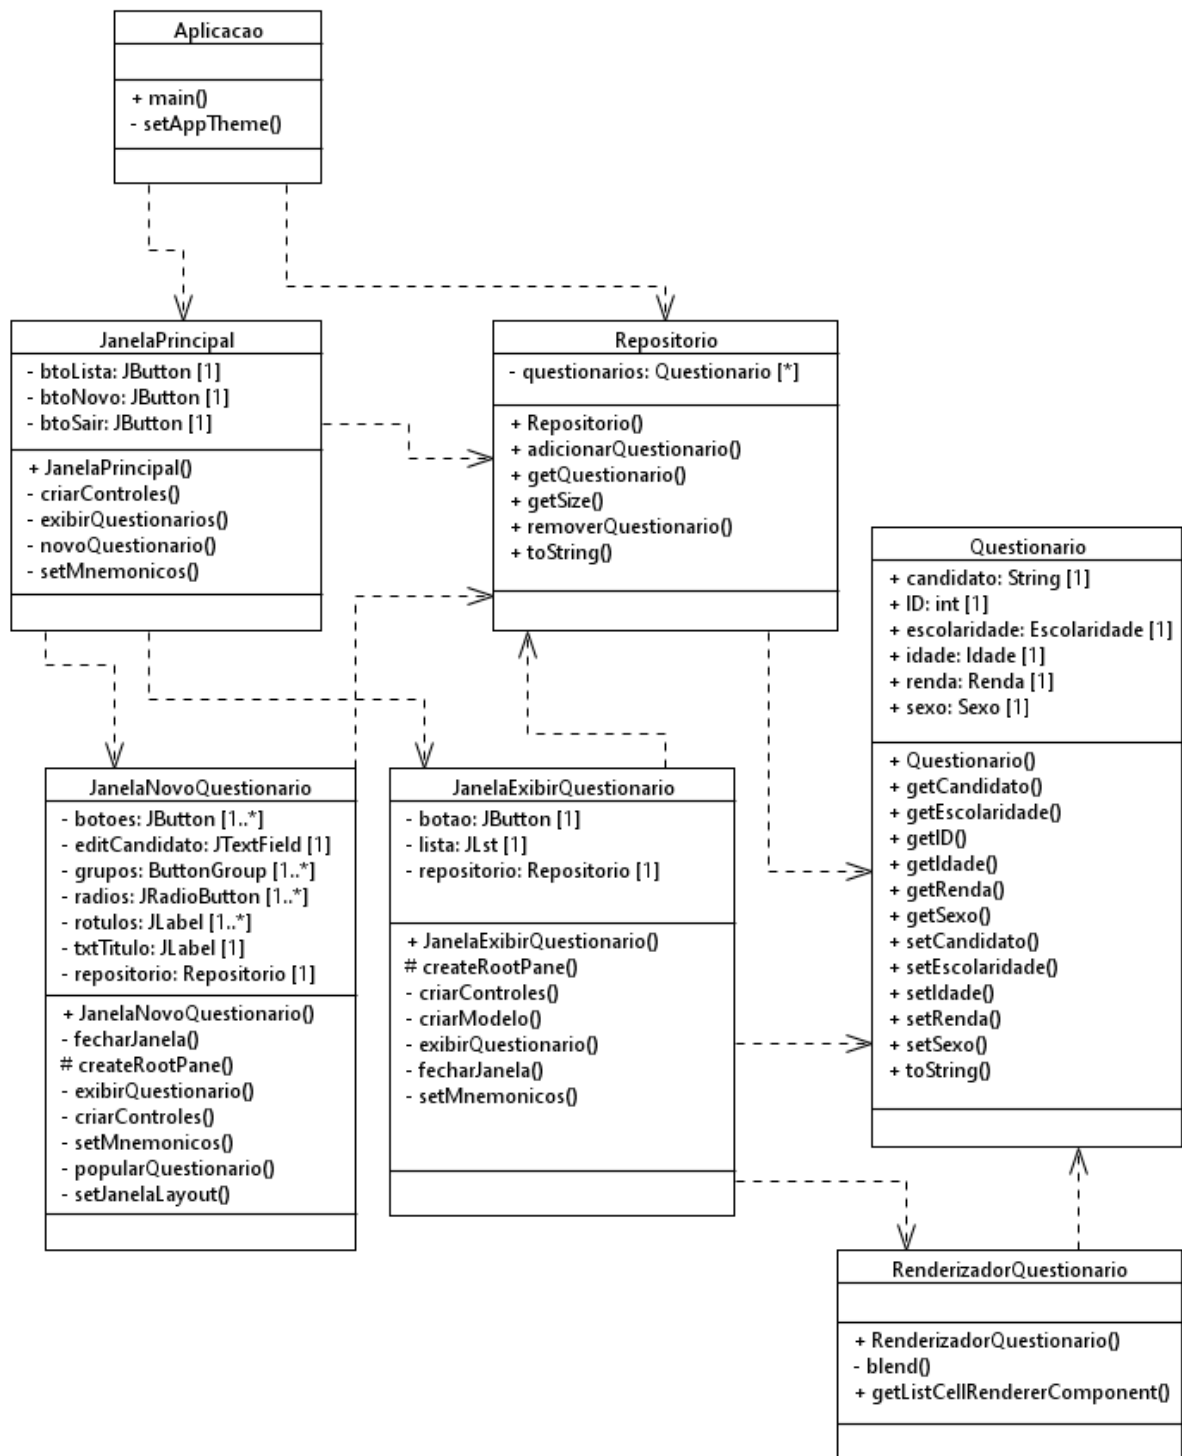 Aplicacao
+ main()
- setAppTheme()
JanelaPrincipal
- btoLista: JButton [1]
- btoNovo: JButton [1]
- btoSair: JButton [1]
+ JanelaPrincipal()
- criarControles()
- exibirQuestionarios()
- novoQuestionario()
- setMnemonicos()
Repositorio
- questionarios: Questionario [*]
+ Repositorio()
+ adicionarQuestionario()
+ getQuestionario()
+ getSize()
+ removerQuestionario()
+ toString()
Questionario
+ candidato: String [1]
+ ID: int [1]
+ escolaridade: Escolaridade [1]
+ idade: Idade [1]
+ renda: Renda [1]
+ sexo: Sexo [1]
+ Questionario()
+ getCandidato()
+ getEscolaridade()
+ getID()
+ getIdade()
+ getRenda()
+ getSexo()
+ setCandidato()
+ setEscolaridade()
+ setIdade()
+ setRenda()
+ setSexo()
+ toString()
JanelaNovoQuestionario
- botoes: JButton [1..*]
- editCandidato: JTextField [1]
- grupos: ButtonGroup [1..*]
- radios: JRadioButton [1..*]
- rotulos: JLabel [1..*]
- txtTitulo: JLabel [1]
- repositorio: Repositorio [1]
+ JanelaNovoQuestionario()
- fecharJanela()
# createRootPane()
- exibirQuestionario()
- criarControles()
- setMnemonicos()
- popularQuestionario()
- setJanelaLayout()
JanelaExibirQuestionario
- botao: JButton [1]
- lista: JLst [1]
- repositorio: Repositorio [1]
+ JanelaExibirQuestionario()
# createRootPane()
- criarControles()
- criarModelo()
- exibirQuestionario()
- fecharJanela()
- setMnemonicos()
RenderizadorQuestionario
+ RenderizadorQuestionario()
- blend()
+ getListCellRendererComponent()